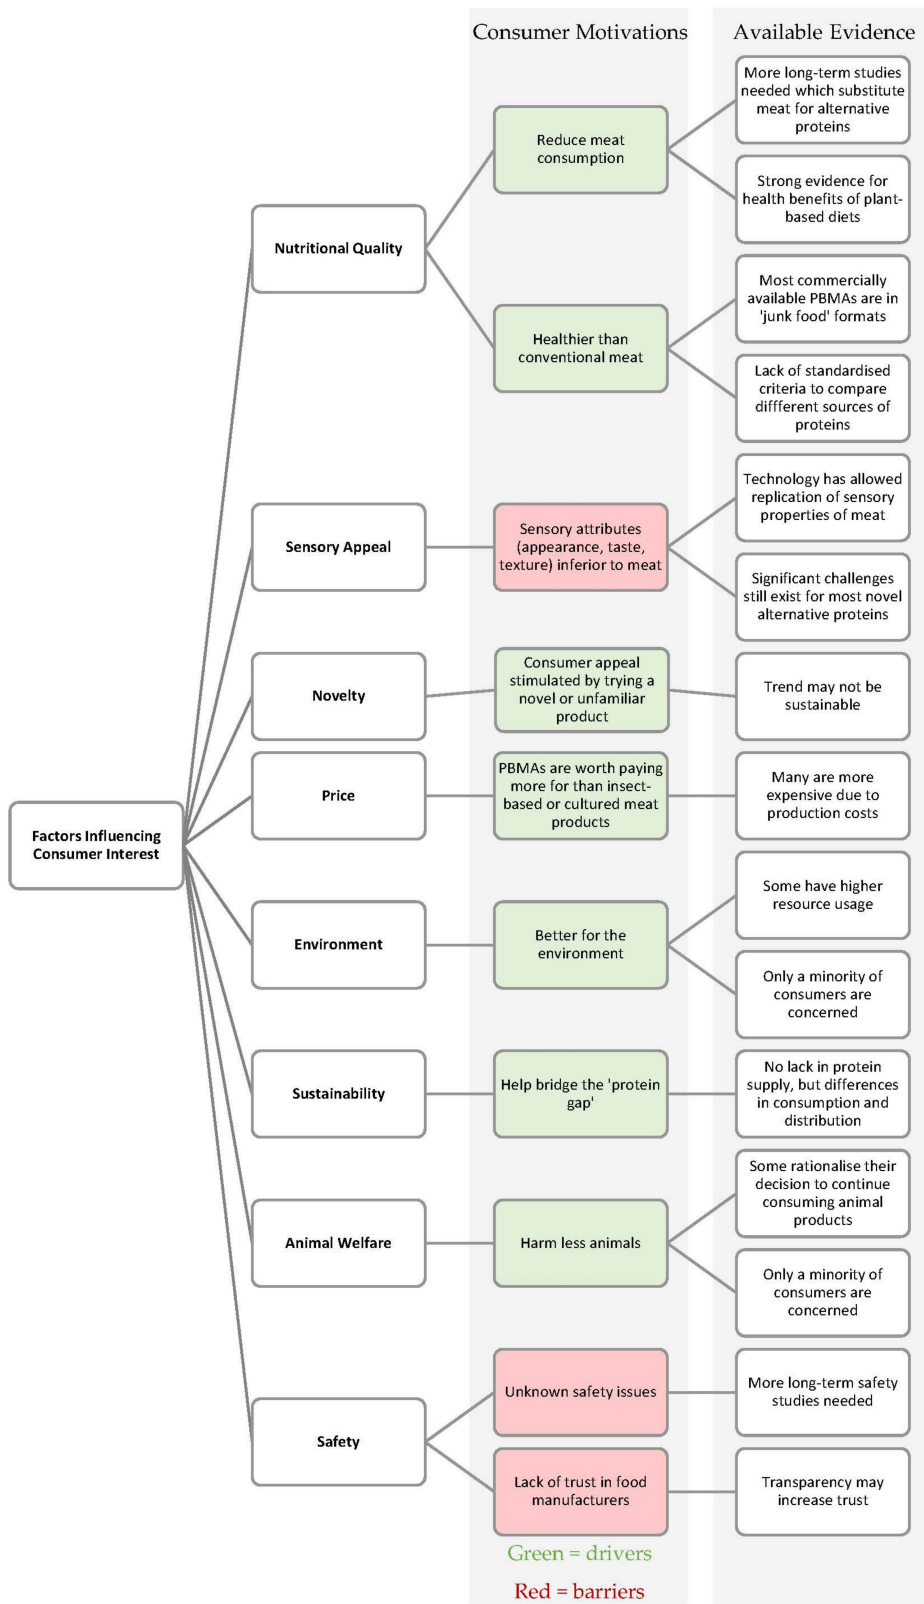 Consumer Motivations
Available Evidence
Factors Influencing
Consumer Interest
Nutritional Quality
Reduce meat
consumption
More long-term studies
needed which substitute
meat for alternative
proteins
Strong evidence for
health benefits of plant-
based diets
Healthier than
conventional meat
Most commercially
available PBMAs are in
'junk food' formats
Lack of standardised
criteria to compare
diffferent sources of
proteins
Sensory Appeal
Sensory attributes
(appearance, taste,
texture) inferior to meat
Technology has allowed
replication of sensory
properties of meat
Significant challenges
still exist for most novel
alternative proteins
Novelty
Consumer appeal
stimulated by trying a
novel or unfamiliar
product
Trend may not be
sustainable
Price
PBMAs are worth paying
more for than insect-
based or cultured meat
products
Many are more
expensive due to
production costs
Environment
Better for the
environment
Some have higher
resource usage
Only a minority of
consumers are
concerned
Sustainability
Help bridge the 'protein
gap'
No lack in protein
supply, but differences
in consumption and
distribution
Animal Welfare
Harm less animals
Some rationalise their
decision to continue
consuming animal
products
Only a minority of
consumers are
concerned
Safety
Unknown safety issues
More long-term safety
studies needed
Lack of trust in food
manufacturers
Transparency may
increase trust
Green = drivers
Red = barriers